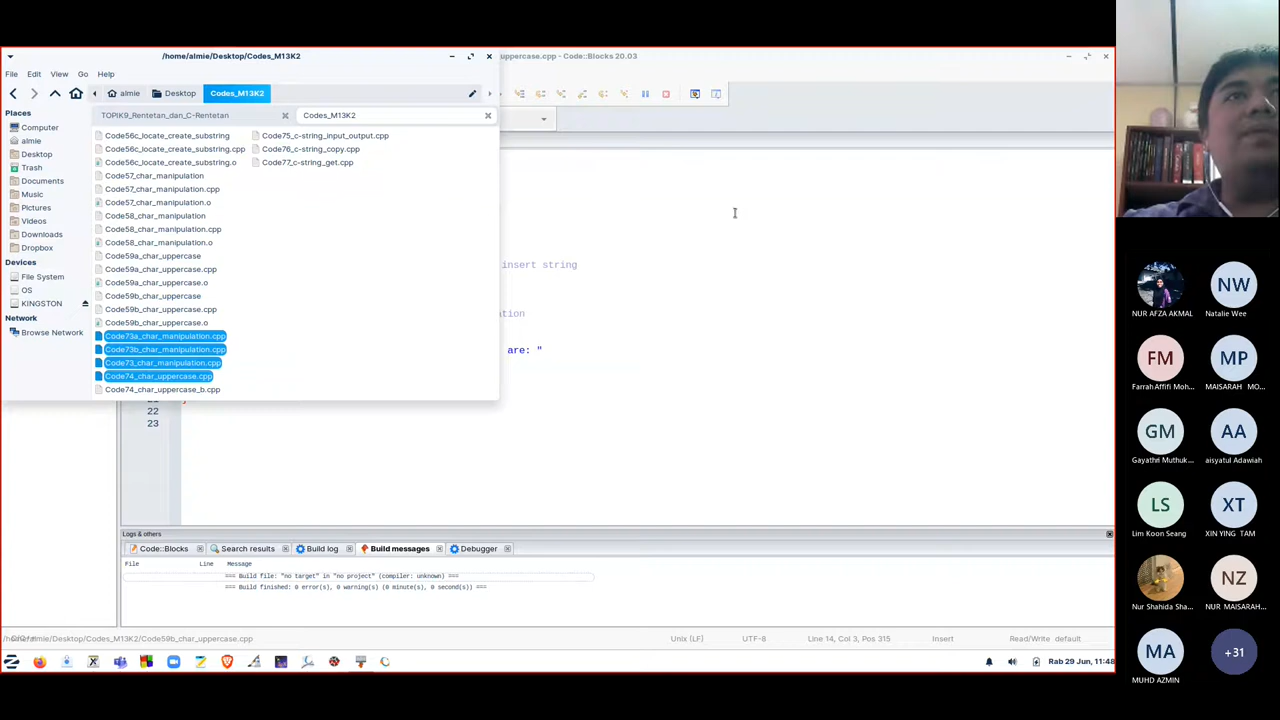 /home/almie/Desktop/Codes_M13K2
uppercase.cpp - Code::Blocks 20.03
File Edit View Go Help
almie Desktop Codes_M13K2
Places
Computer
almie
Desktop
Trash
Documents
Music
Pictures
Videos
Downloads
Dropbox
Devices
File System
OS
KINGSTON
Network
Browse Network
TOPIK9_Rentetan_dan_C-Rentetan
Codes_M13K2
Code56c_locate_create_substring
Code56c_locate_create_substring.cpp
Code56c_locate_create_substring.o
Code57_char_manipulation
Code57_char_manipulation.cpp
Code57_char_manipulation.o
Code58_char_manipulation
Code58_char_manipulation.cpp
Code58_char_manipulation.o
Code59a_char_uppercase
Code59a_char_uppercase.cpp
Code59a_char_uppercase.o
Code59b_char_uppercase
Code59b_char_uppercase.cpp
Code59b_char_uppercase.o
Code73a_char_manipulation.cpp
Code73b_char_manipulation.cpp
Code73_char_manipulation.cpp
Code74_char_uppercase.cpp
Code74_char_uppercase_b.cpp
Code75_c-string_input_output.cpp
Code76_c-string_copy.cpp
Code77_c-string_get.cpp
insert string
ation
are: "
22
23
Logs & others
Code::Blocks Search results Build log Build messages Debugger
File Line Message
=== Build file: "no target" in "no project" (compiler: unknown) ===
=== Build finished: 0 error(s), 0 warning(s) (0 minute(s), 0 second(s)) ===
/Desktop/Codes_M13K2/Code59b_char_uppercase.cpp
Unix (LF) UTF-8 Line 14, Col 3, Pos 315 Insert Read/Write default
Rab 29 Jun, 11:48
NUR AFZA AKMAL
NW
Natalie Wee
FM
Farrah Affifi Moh...
MP
MAISARAH MO...
GM
Gayathri Muthuk...
AA
aisyatul Adawiah
LS
Lim Koon Seang
XT
XIN YING TAM
Nur Shahida Sha...
NZ
NUR MAISARAH...
MA
MUHD AZMIN
+31